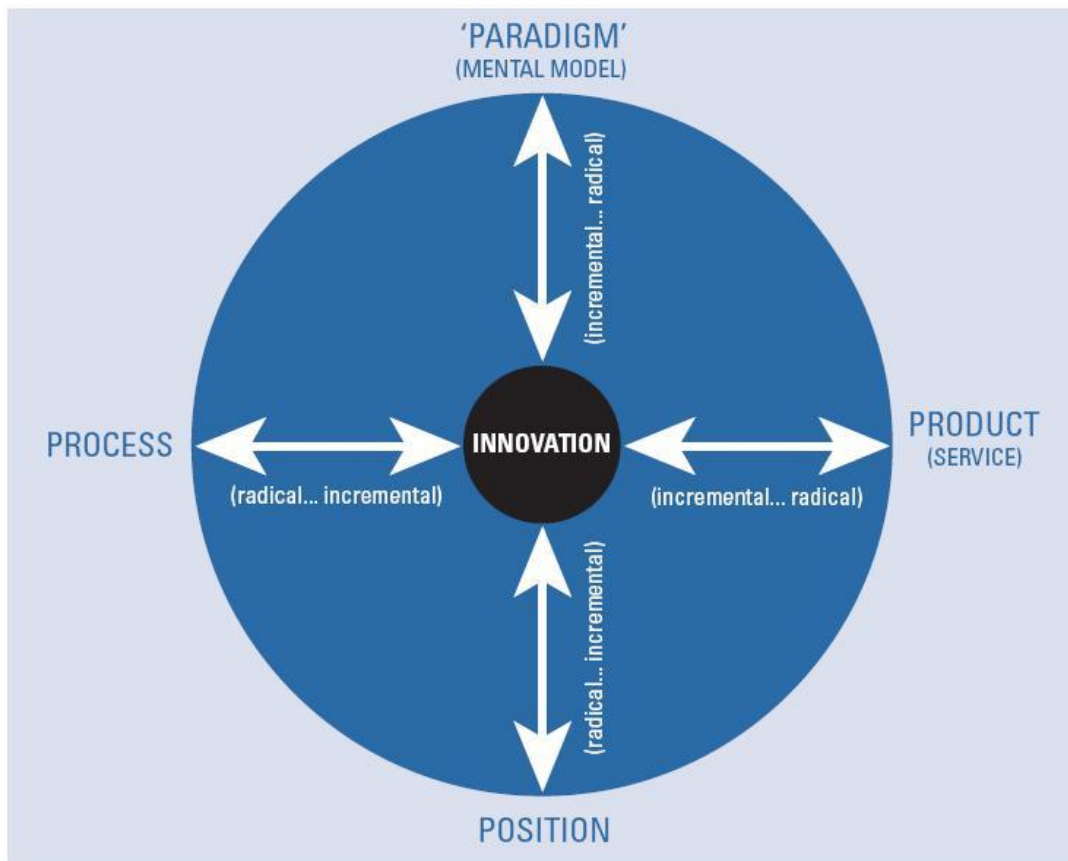 ‘PARADIGM’
(MENTAL MODEL)
(incremental... radical)
PROCESS
INNOVATION
PRODUCT
(SERVICE)
(radical... incremental)
(incremental... radical)
(radical... incremental)
POSITION